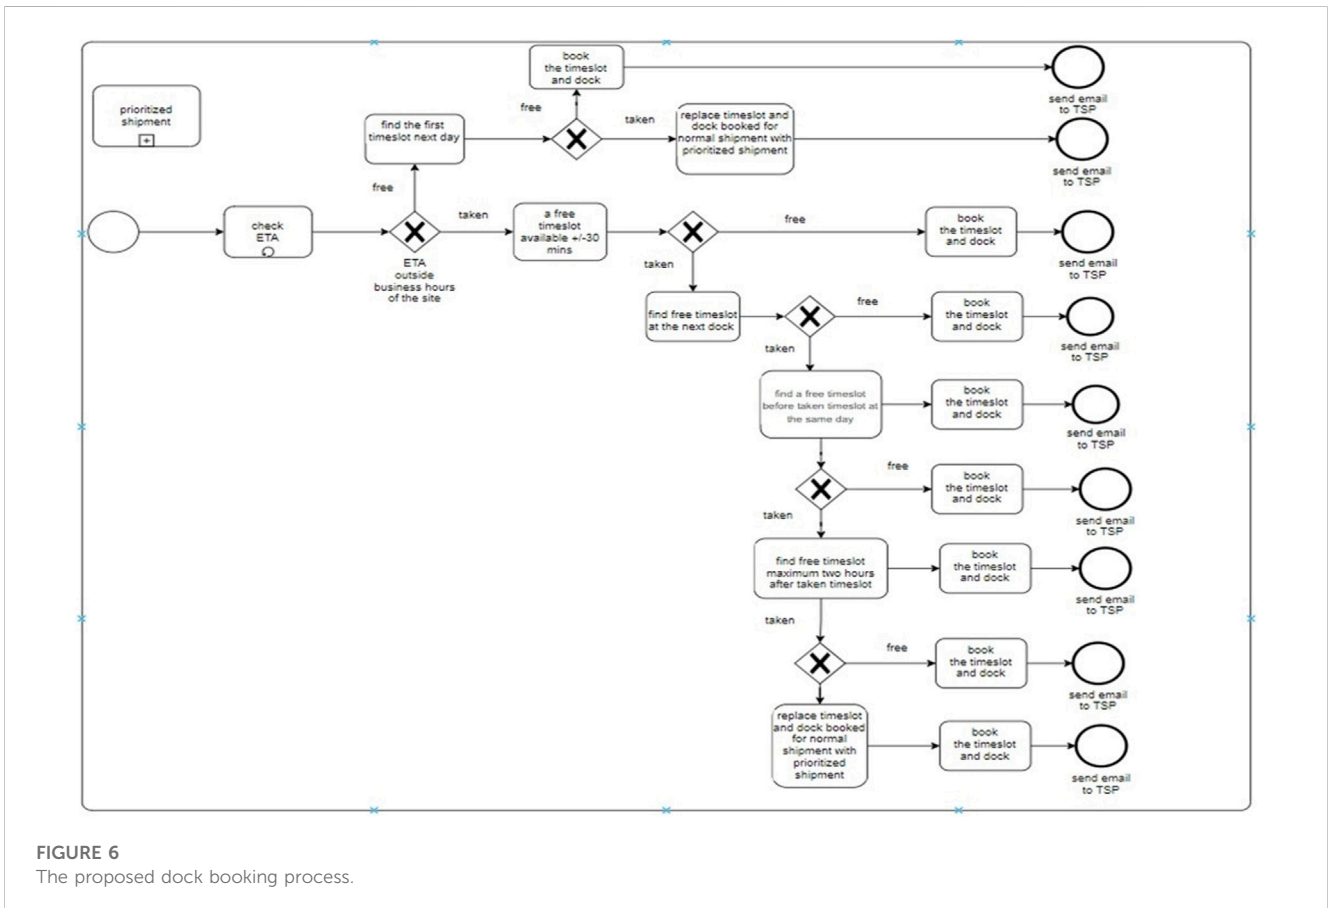 book
the timeslot
and dock
send email
to TSP
prioritized
shipment
free
find the first
timeslot next day
taken
replace timeslot and
dock booked for
normal shipment with
prioritized shipment
send email
to TSP
free
check
ETA
taken
ETA
outside
business hours
of the site
a free
timeslot
available +/-30
mins
free
book
the timeslot
and dock
send email
to TSP
taken
find free timeslot
at the next dock
free
book
the timeslot
and dock
send email
to TSP
taken
find a free timeslot
before taken timeslot at
the same day
book
the timeslot
and dock
send email
to TSP
free
book
the timeslot
and dock
send email
to TSP
taken
find free timeslot
maximum two hours
after taken timeslot
book
the timeslot
and dock
send email
to TSP
taken
free
book
the timeslot
and dock
send email
to TSP
replace timeslot
and dock booked
for normal
shipment with
prioritized
shipment
book
the timeslot
and dock
send email
to TSP
FIGURE 6
The proposed dock booking process.